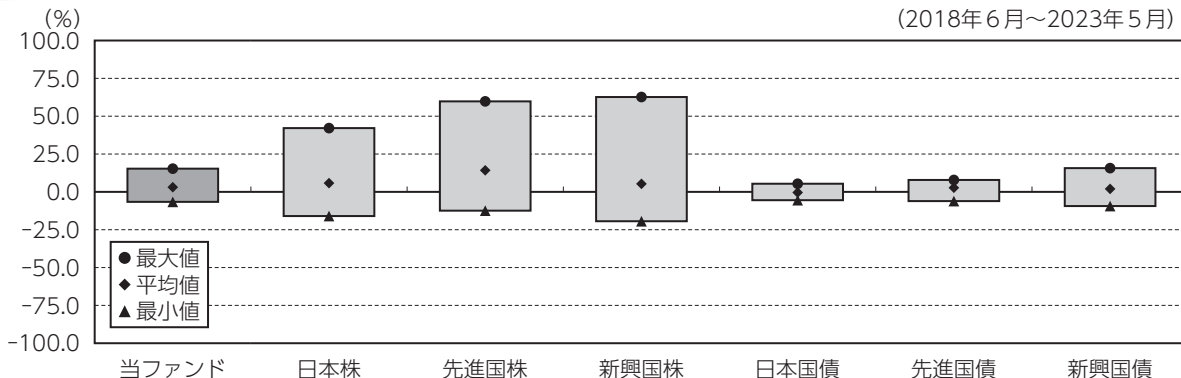 (%)
(2018年6月~2023年5月)
100.0
75.0
50.0
25.0
0.0
-25.0
-50.0
-75.0
-100.0
●最大値
◆平均値
▲最小値
当ファンド 日本株 先進国株 新興国株 日本国債 先進国債 新興国債